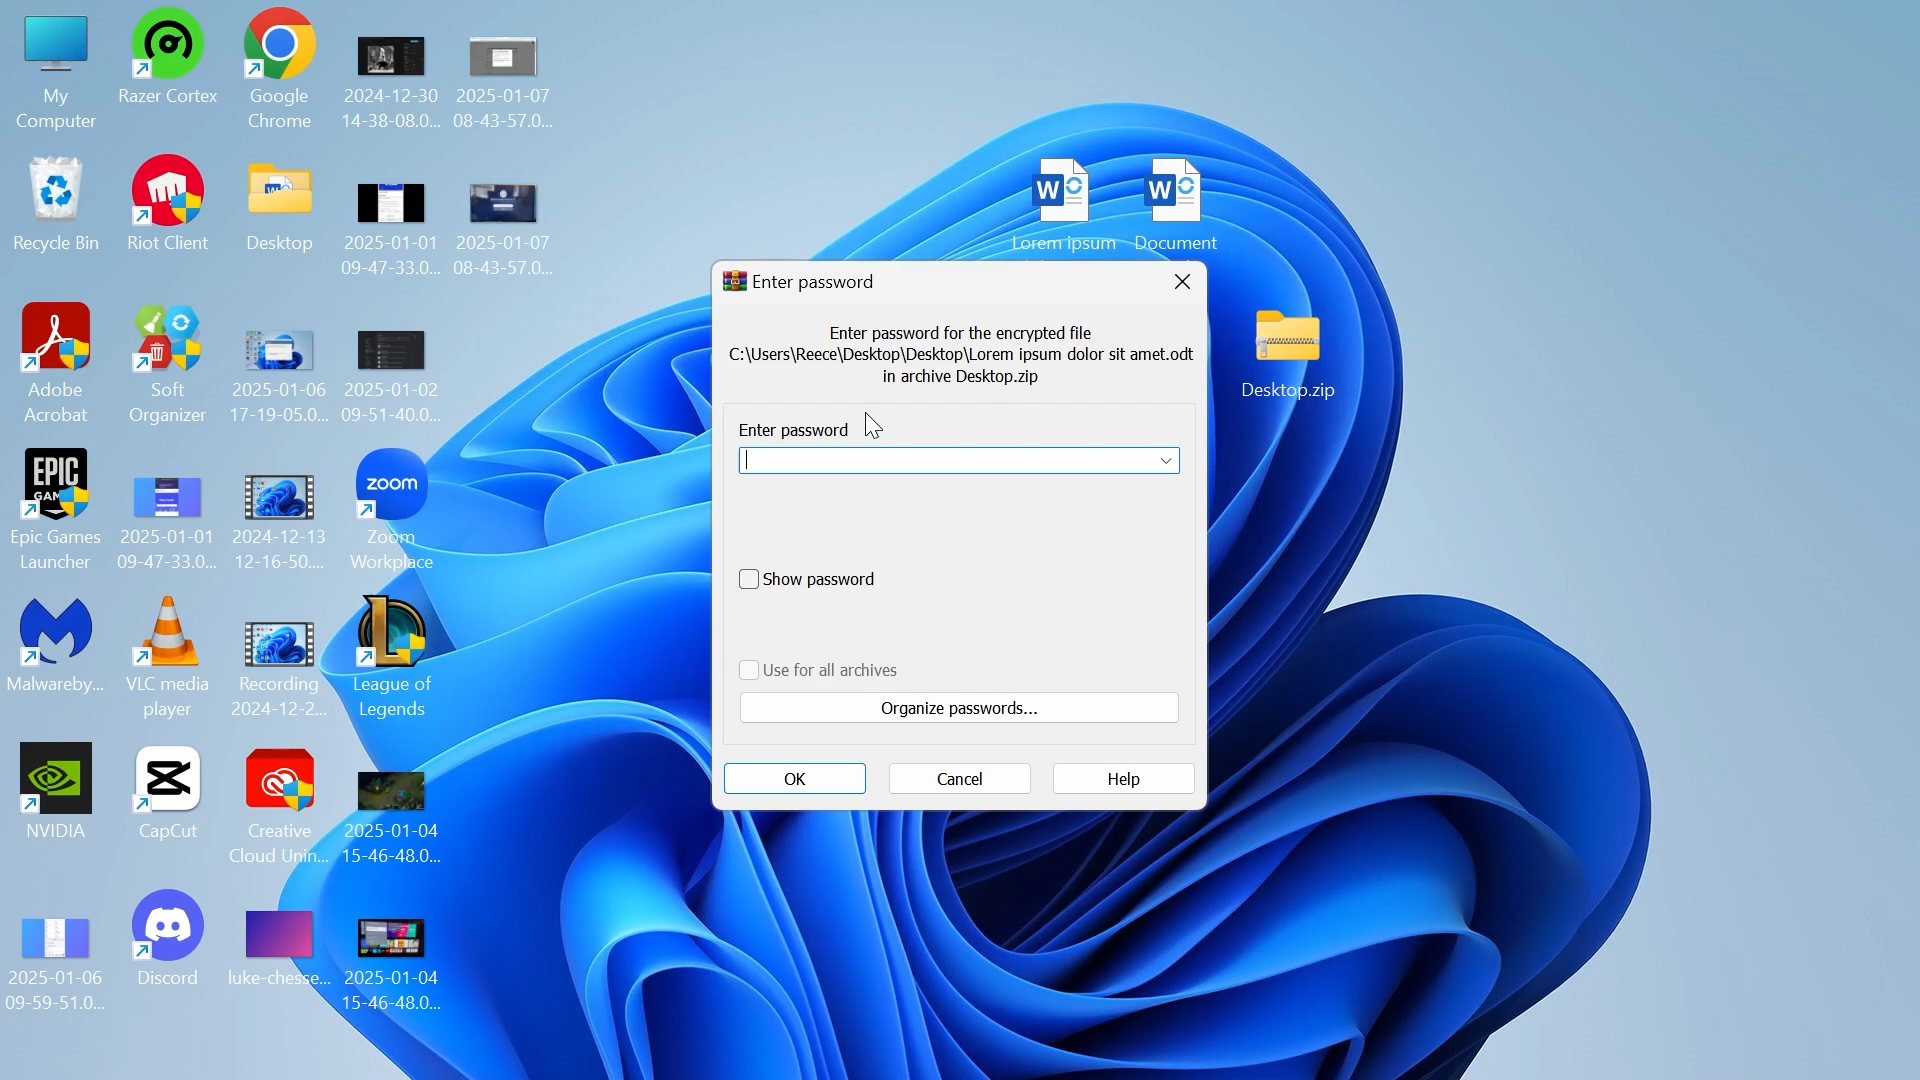 My Computer
Razer Cortex
Google Chrome
2024-12-30
14-38-08.0...
2025-01-07
08-43-57.0...
Recycle Bin
Riot Client
Desktop
2025-01-01
09-47-33.0...
2025-01-07
08-43-57.0...
Lorem ipsum
Document
Adobe
Acrobat
Soft
Organizer
2025-01-06
17-19-05.0...
2025-01-02
09-51-40.0...
Desktop.zip
EPIC
GAM
Epic Games
Launcher
2025-01-01
09-47-33.0...
2024-12-13
12-16-50....
zoom
Zoom
Workplace
Malwareby...
VLC media
player
Recording
2024-12-2...
League of
Legends
NVIDIA
CapCut
Creative
Cloud Unin...
2025-01-04
15-46-48.0...
2025-01-06
09-59-51.0...
Discord
luke-chesse...
2025-01-04
15-46-48.0...
Enter password
Enter password for the encrypted file
C:\Users\Reece\Desktop\Desktop\Lorem ipsum dolor sit amet.odt
in archive Desktop.zip
Enter password
Show password
Use for all archives
Organize passwords...
OK
Cancel
Help